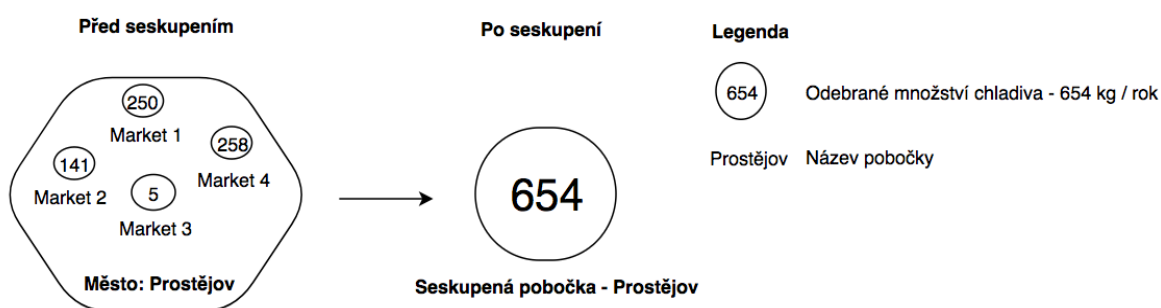 Před seskupením
250
Market 1
141
Market 2
258
Market 4
5
Market 3
Město: Prostějov
Po seskupení
654
Seskupená pobočka - Prostějov
Legenda
654 Odebrané množství chladiva - 654 kg / rok
Prostějov Název pobočky